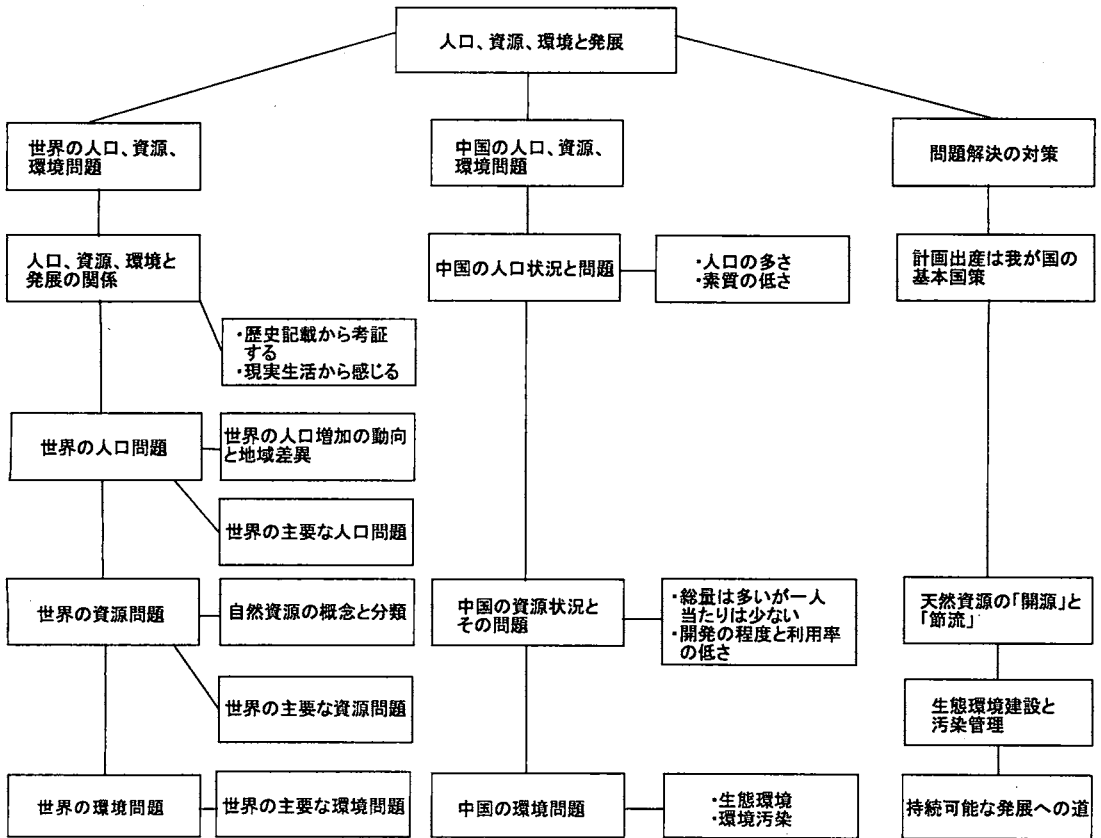 人口、資源、環境と発展
世界の人口、資源、
環境問題
中国の人口、資源、
環境問題
問題解決の対策
人口、資源、環境と
発展の関係
・歴史記載から考証
する
・現実生活から感じる
世界の人口問題
世界の人口増加の動向
と地域差異
世界の主要な人口問題
世界の資源問題
自然資源の概念と分類
世界の主要な資源問題
世界の環境問題
世界の主要な環境問題
中国の人口状況と問題
・人口の多さ
・素質の低さ
中国の資源状況と
その問題
・総量は多いが一人
当たりは少ない
・開発の程度と利用率
の低さ
中国の環境問題
・生態環境
・環境汚染
計画出産は我が国の
基本国策
天然資源の「開源」と
「節流」
生態環境建設と
汚染管理
持続可能な発展への道